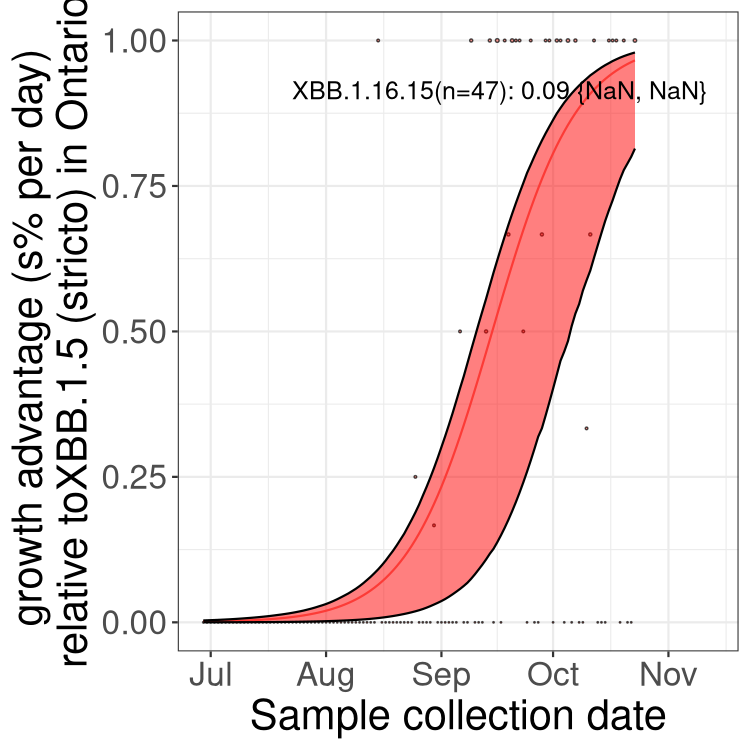 growth advantage (s% per day)
relative toXBB.1.5 (stricto) in Ontario
1.00
0.75
0.50
0.25
0.00
XBB.1.16.15(n=47): 0.09 {NaN, NaN}
Jul Aug Sep Oct Nov
Sample collection date